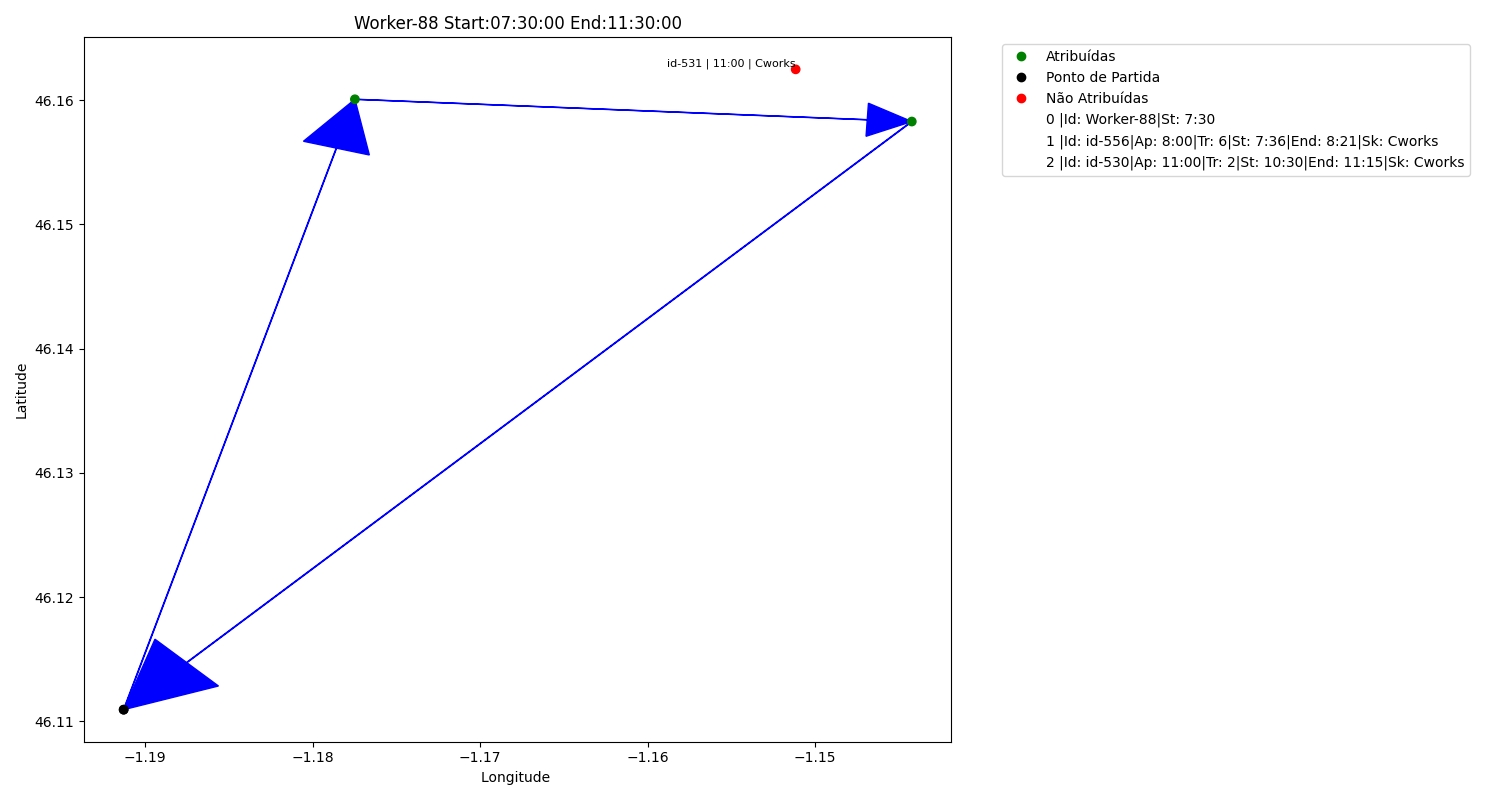 Worker-88 Start:07:30:00 End:11:30:00
id-531 | 11:00 | Cworks
Atribuídas
Ponto de Partida
Não Atribuídas
0 |Id: Worker-88|St: 7:30
1 |Id: id-556|Ap: 8:00|Tr: 6|St: 7:36|End: 8:21|Sk: Cworks
2 |Id: id-530|Ap: 11:00|Tr: 2|St: 10:30|End: 11:15|Sk: Cworks
46.16
46.15
46.14
46.13
46.12
46.11
Latitude
−1.19
−1.18
−1.17
−1.16
−1.15
Longitude